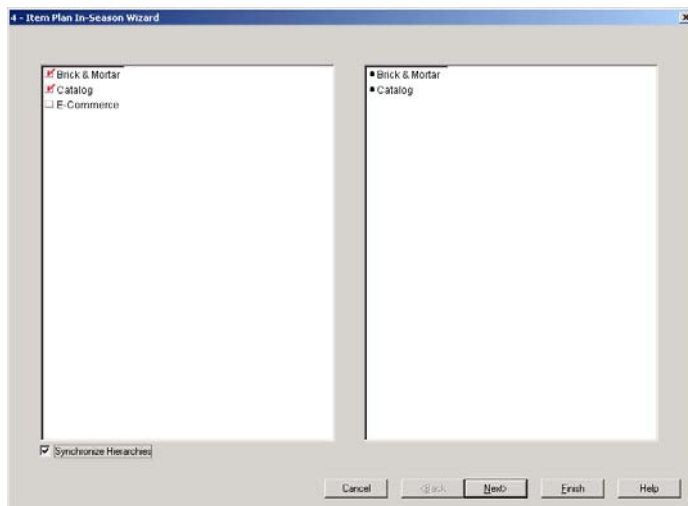 4 - Item Plan In-Season Wizard
Brick & Mortar
Catalog
E-Commerce
Brick & Mortar
Catalog
Synchronize Hierarchies
Cancel <Back Next> Finish Help